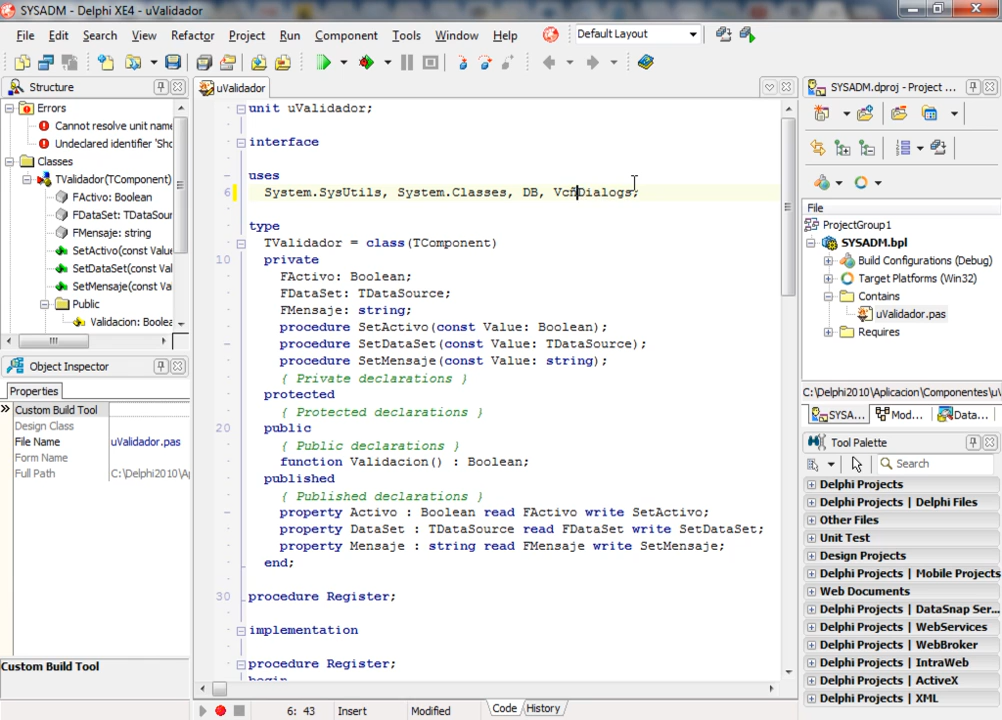 SYSADM - Delphi XE4 - uValidador
File Edit Search View Refactor Project Run Component Tools Window Help
Default Layout
Structure
Errors
Cannot resolve unit name
Undeclared identifier 'Sho
Classes
TValidador(TComponent)
FActivo: Boolean
FDataSet: TDataSour
FMensaje: string
SetActivo(const Value
SetDataSet(const Val
SetMensaje(const Va
Public
Validacion: Boolea
Object Inspector
Properties
Custom Build Tool
Design Class
File Name uValidador.pas
Form Name
Full Path C:\Delphi2010\Ap
Custom Build Tool
uValidador
unit uValidador;
interface
uses
6 System.SysUtils, System.Classes, DB, VcnDialogs;
type
TValidador = class(TComponent)
10 private
FActivo: Boolean;
FDataSet: TDataSource;
FMensaje: string;
procedure SetActivo(const Value: Boolean);
procedure SetDataSet(const Value: TDataSource);
procedure SetMensaje(const Value: string);
{ Private declarations }
protected
{ Protected declarations }
20 public
{ Public declarations }
function Validacion() : Boolean;
published
{ Published declarations }
property Activo : Boolean read FActivo write SetActivo;
property DataSet : TDataSource read FDataSet write SetDataSet;
property Mensaje : string read FMensaje write SetMensaje;
end;
30 procedure Register;
implementation
procedure Register;
begin
6: 43 Insert Modified Code History
SYSADM.dproj - Project ...
File
ProjectGroup1
SYSADM.bpl
Build Configurations (Debug)
Target Platforms (Win32)
Contains
uValidador.pas
Requires
C:\Delphi2010\Aplicacion\Componentes\u\
SYSA... Mod... Data...
Tool Palette
Search
Delphi Projects
Delphi Projects | Delphi Files
Other Files
Unit Test
Design Projects
Delphi Projects | Mobile Projects
Web Documents
Delphi Projects | DataSnap Ser...
Delphi Projects | WebServices
Delphi Projects | WebBroker
Delphi Projects | IntraWeb
Delphi Projects | ActiveX
Delphi Projects | XML